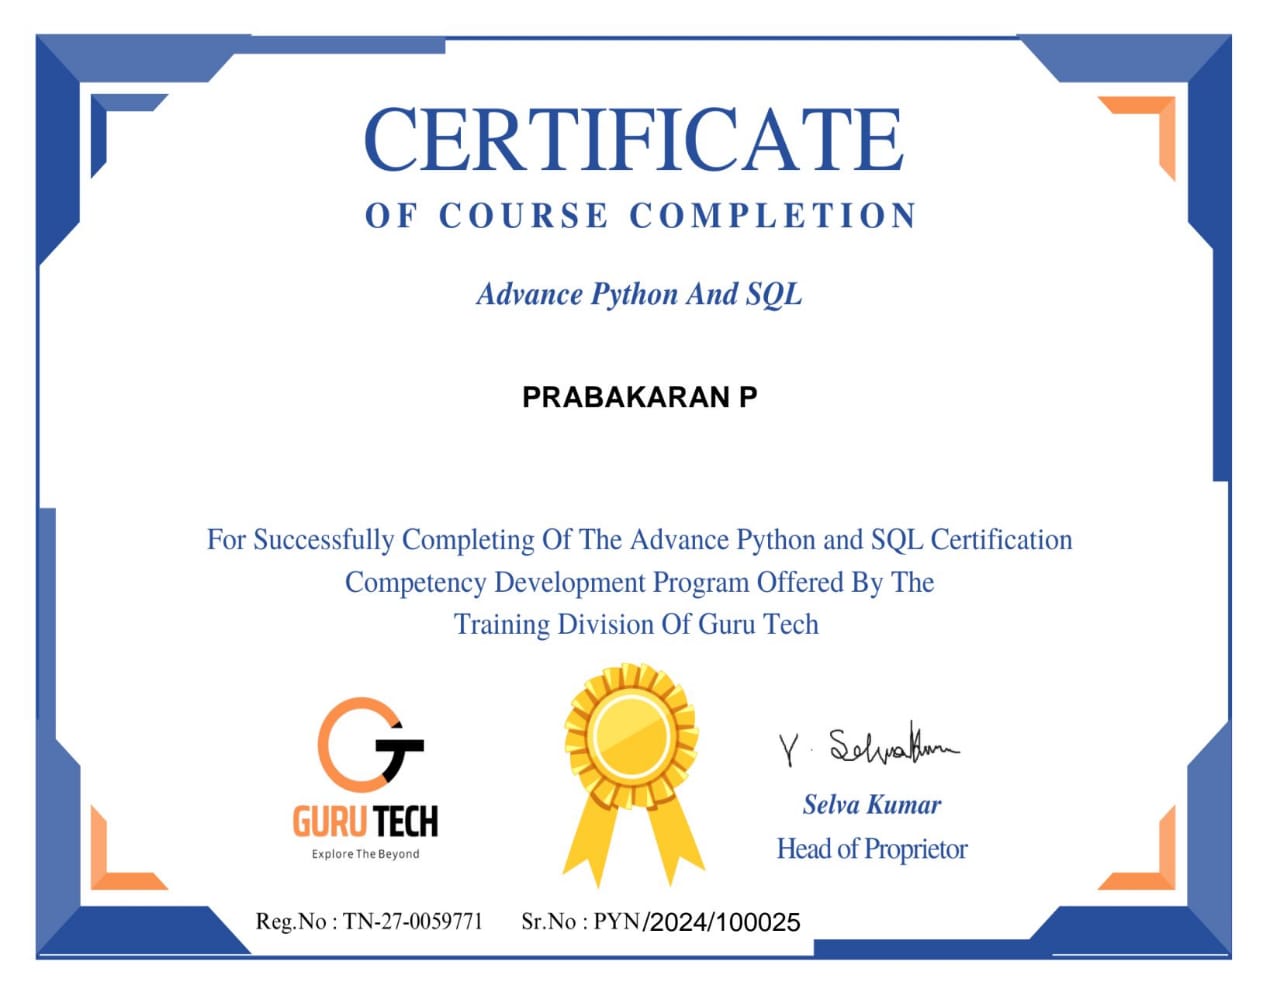 CERTIFICATE
OF COURSE COMPLETION
Advance Python And SQL
PRABAKARAN P
For Successfully Completing Of The Advance Python and SQL Certification
Competency Development Program Offered By The
Training Division Of Guru Tech
GT
GURU TECH
Explore The Beyond
V. Selvakumar
Selva Kumar
Head of Proprietor
Reg.No : TN-27-0059771 Sr.No : PYN/2024/100025